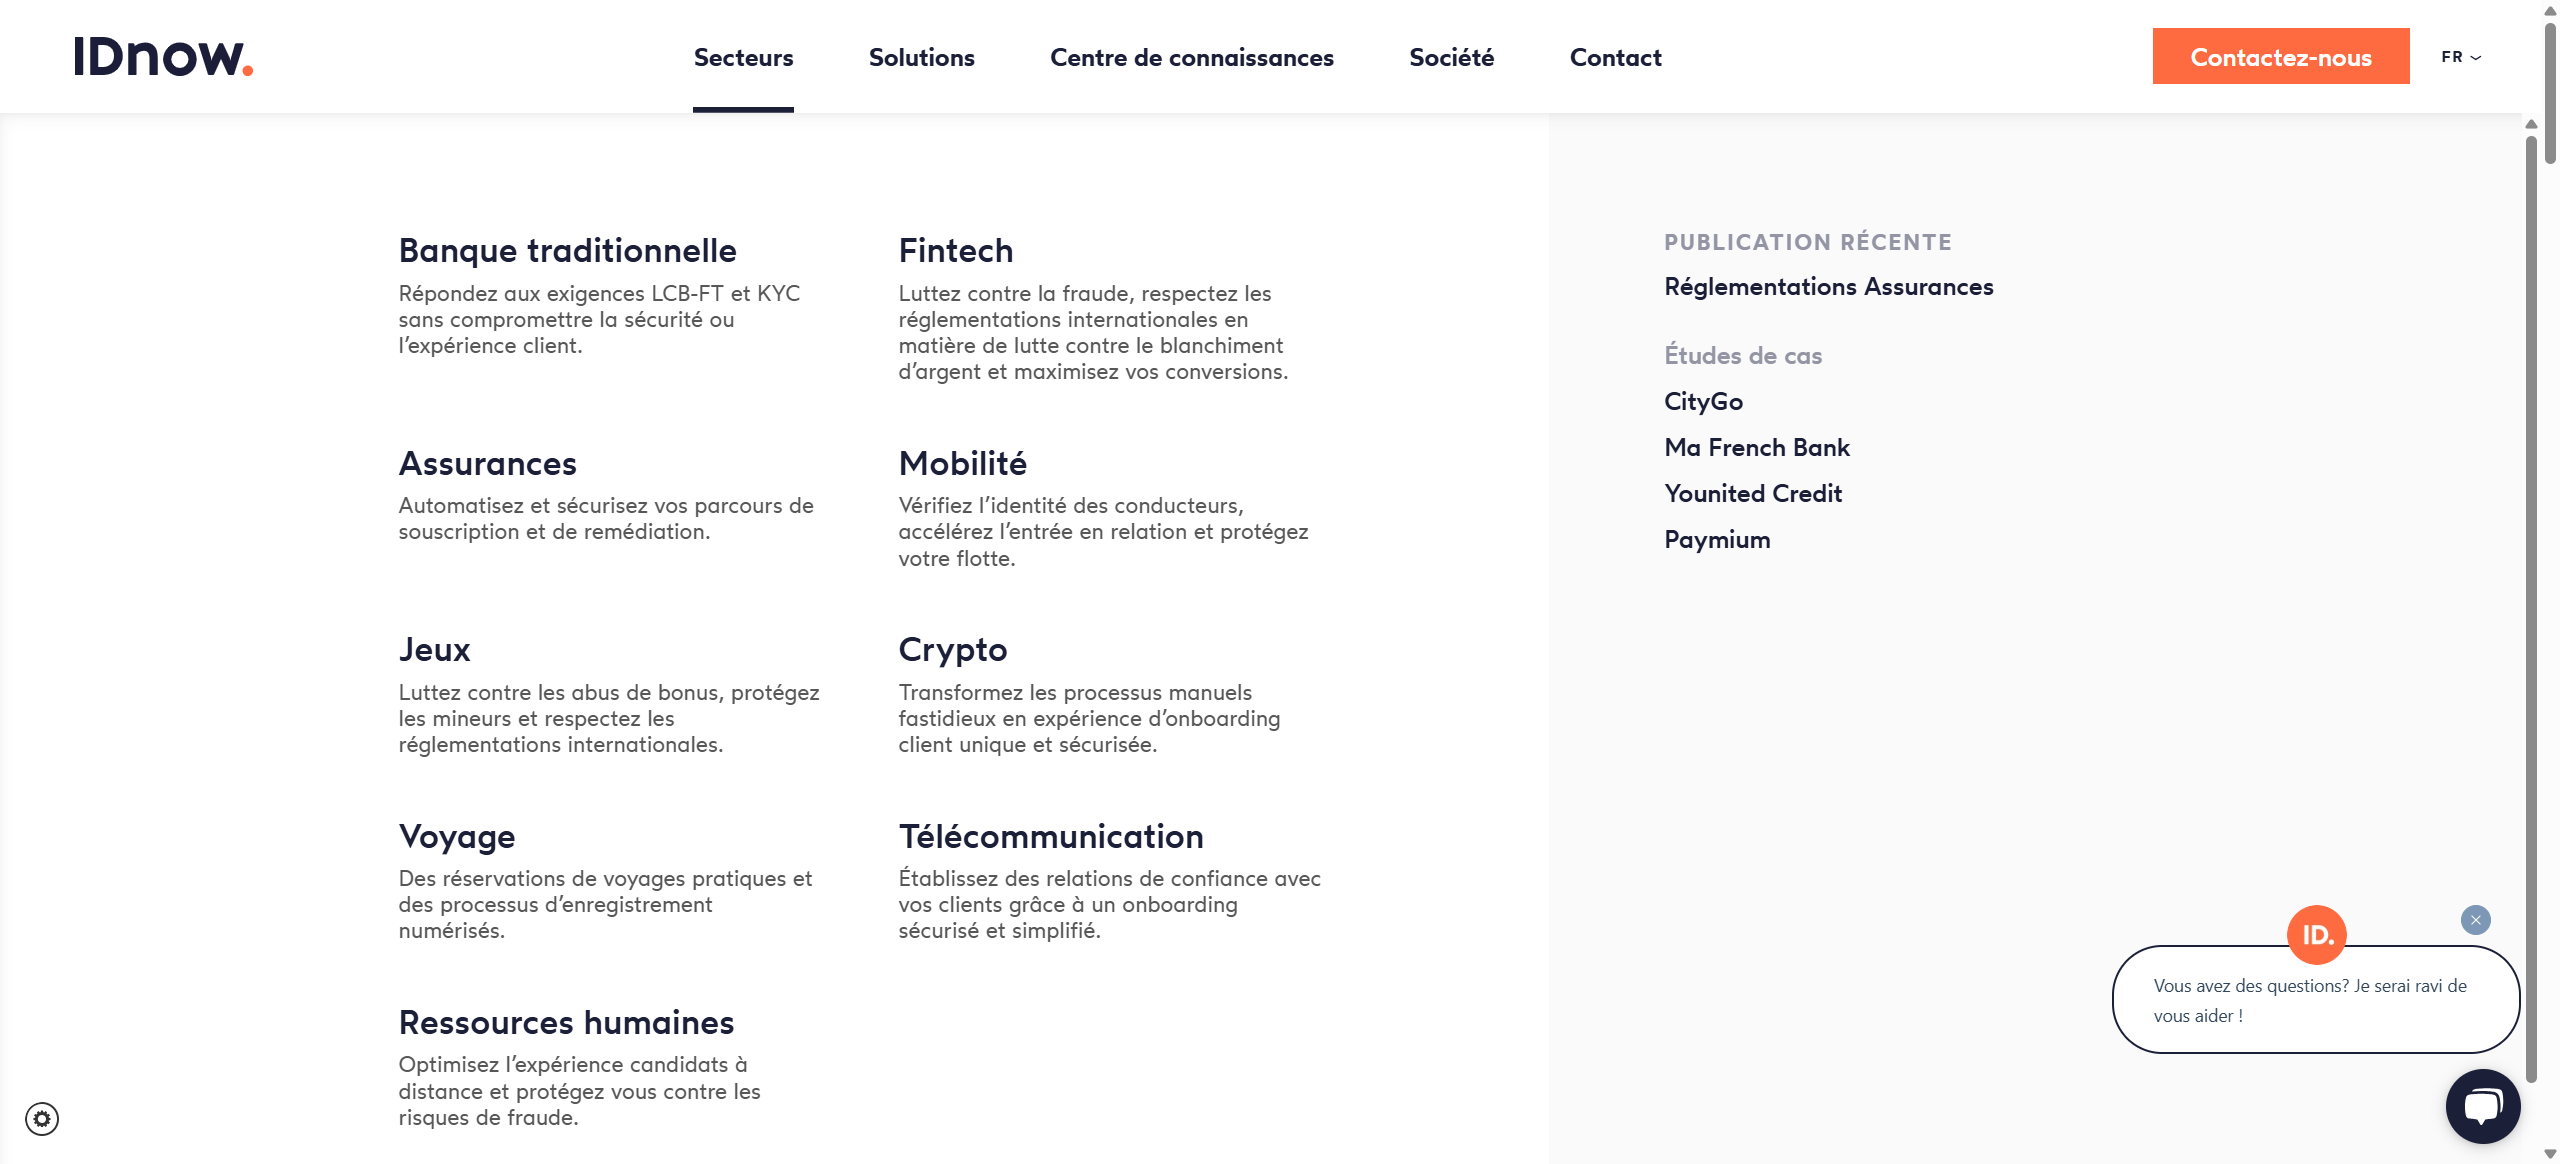 IDnow.
Secteurs
Solutions
Centre de connaissances
Société
Contact
Contactez-nous
FR
Banque traditionnelle
Répondez aux exigences LCB-FT et KYC
sans compromettre la sécurité ou
l’expérience client.
Fintech
Luttez contre la fraude, respectez les
réglementations internationales en
matière de lutte contre le blanchiment
d’argent et maximisez vos conversions.
Assurances
Automatisez et sécurisez vos parcours de
souscription et de remédiation.
Mobilité
Vérifiez l’identité des conducteurs,
accélérez l’entrée en relation et protégez
votre flotte.
Jeux
Luttez contre les abus de bonus, protégez
les mineurs et respectez les
réglementations internationales.
Crypto
Transformez les processus manuels
fastidieux en expérience d’onboarding
client unique et sécurisée.
Voyage
Des réservations de voyages pratiques et
des processus d’enregistrement
numérisés.
Télécommunication
Établissez des relations de confiance avec
vos clients grâce à un onboarding
sécurisé et simplifié.
Ressources humaines
Optimisez l’expérience candidats à
distance et protégez vous contre les
risques de fraude.
PUBLICATION RÉCENTE
Réglementations Assurances
Études de cas
CityGo
Ma French Bank
Younited Credit
Paymium
ID.
Vous avez des questions? Je serai ravi de
vous aider !